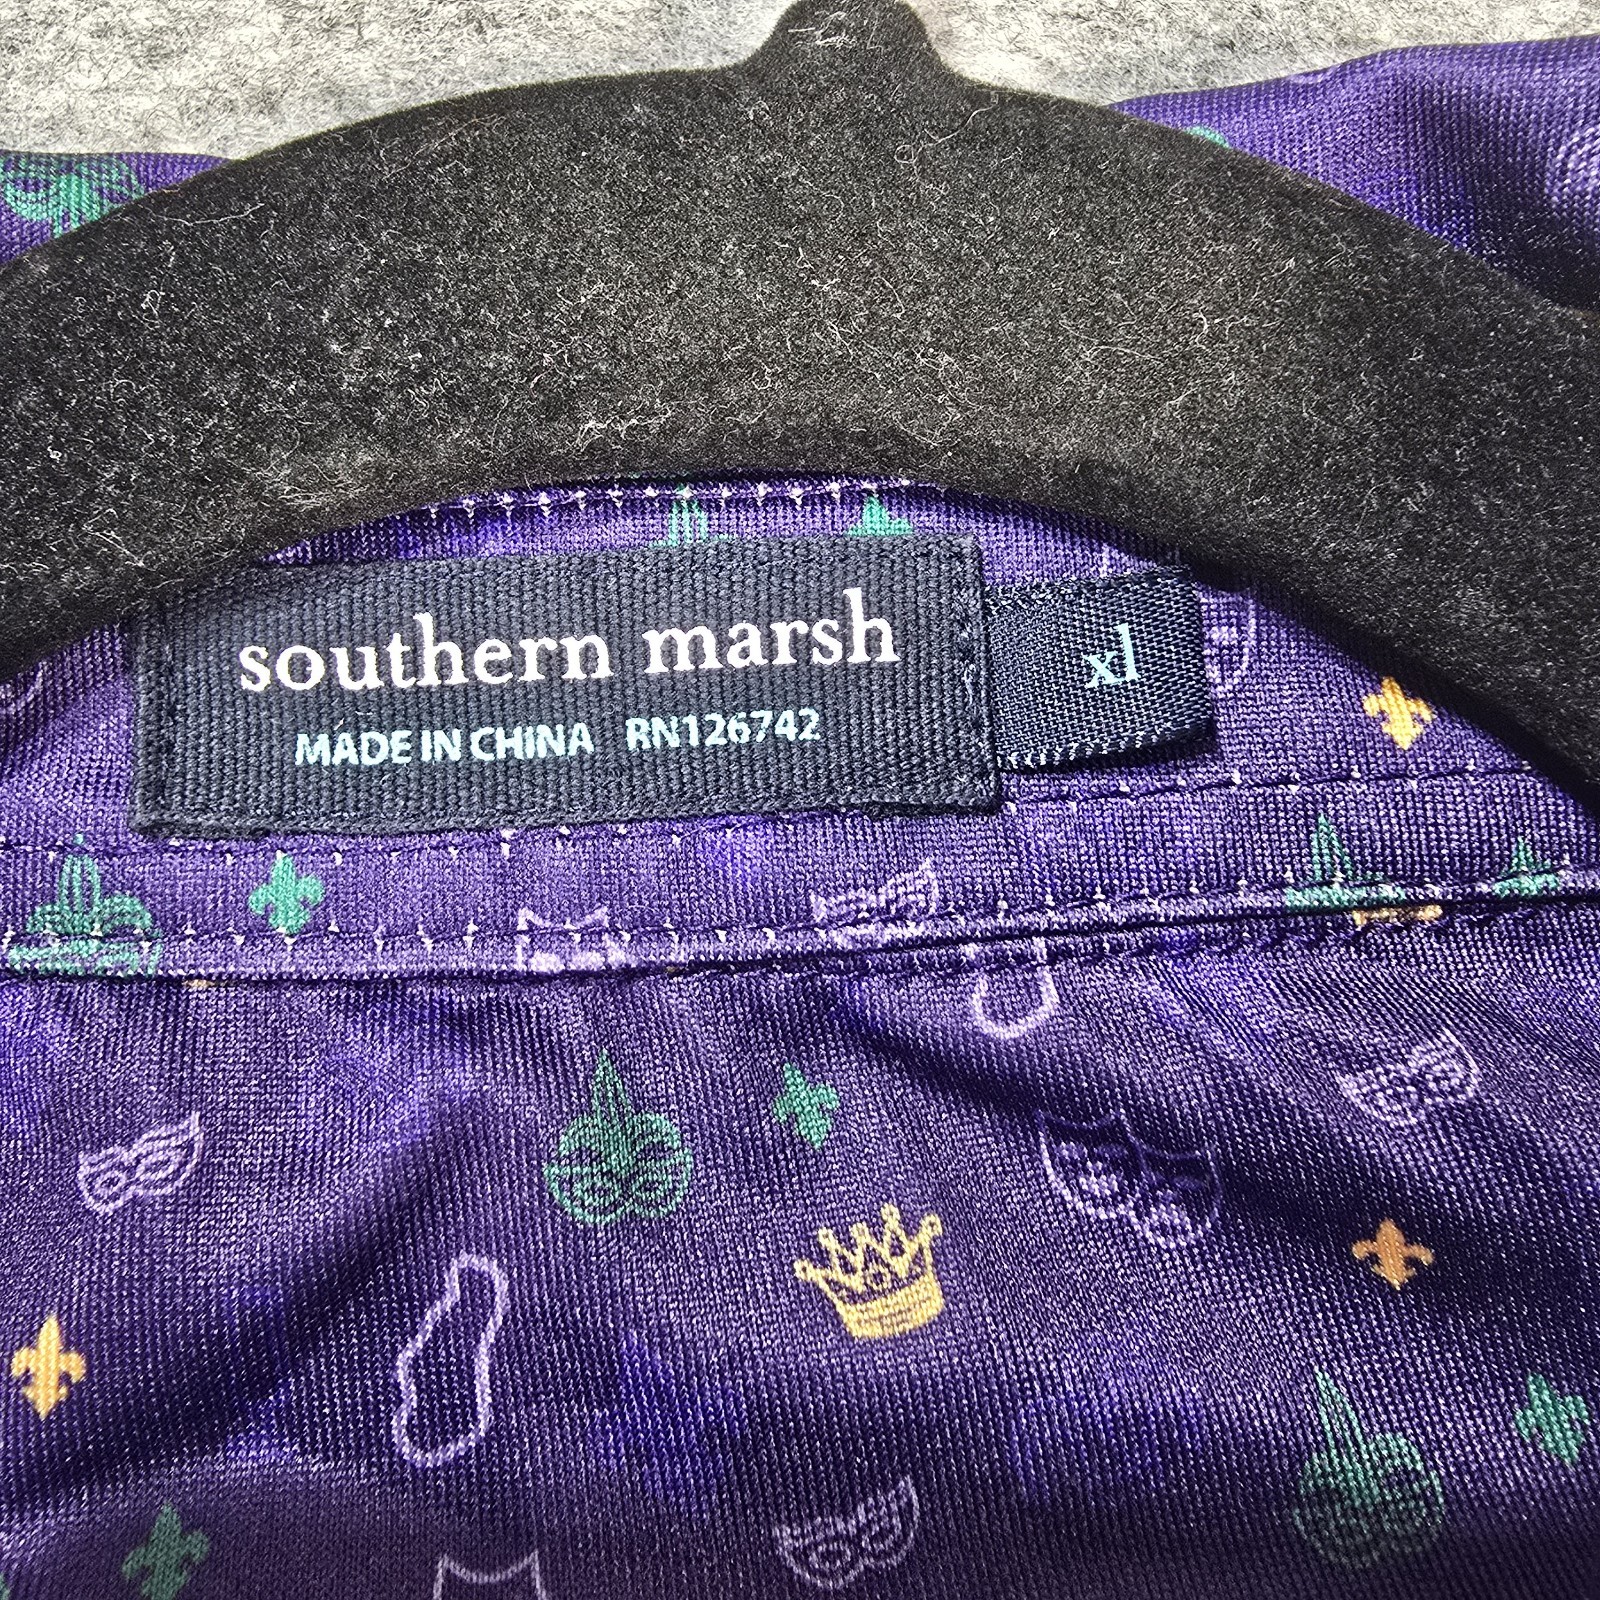 southern marsh
MADE IN CHINA RN126742
xl